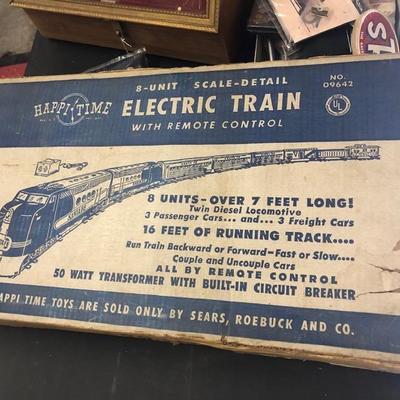 8-UNIT SCALE-DETAIL
NO. 09642
HAPPI TIME
ELECTRIC TRAIN
UL
WITH REMOTE CONTROL
8 UNITS-OVER 7 FEET LONG!
Twin Diesel Locomotive
3 Passenger Cars... and... 3 Freight Cars
16 FEET OF RUNNING TRACK....
Run Train Backward or Forward-Fast or Slow....
Couple and Uncouple Cars
ALL BY REMOTE CONTROL
50 WATT TRANSFORMER WITH BUILT-IN CIRCUIT BREAKER
APPI TIME TOYS ARE SOLD ONLY BY SEARS, ROEBUCK AND CO.
ST